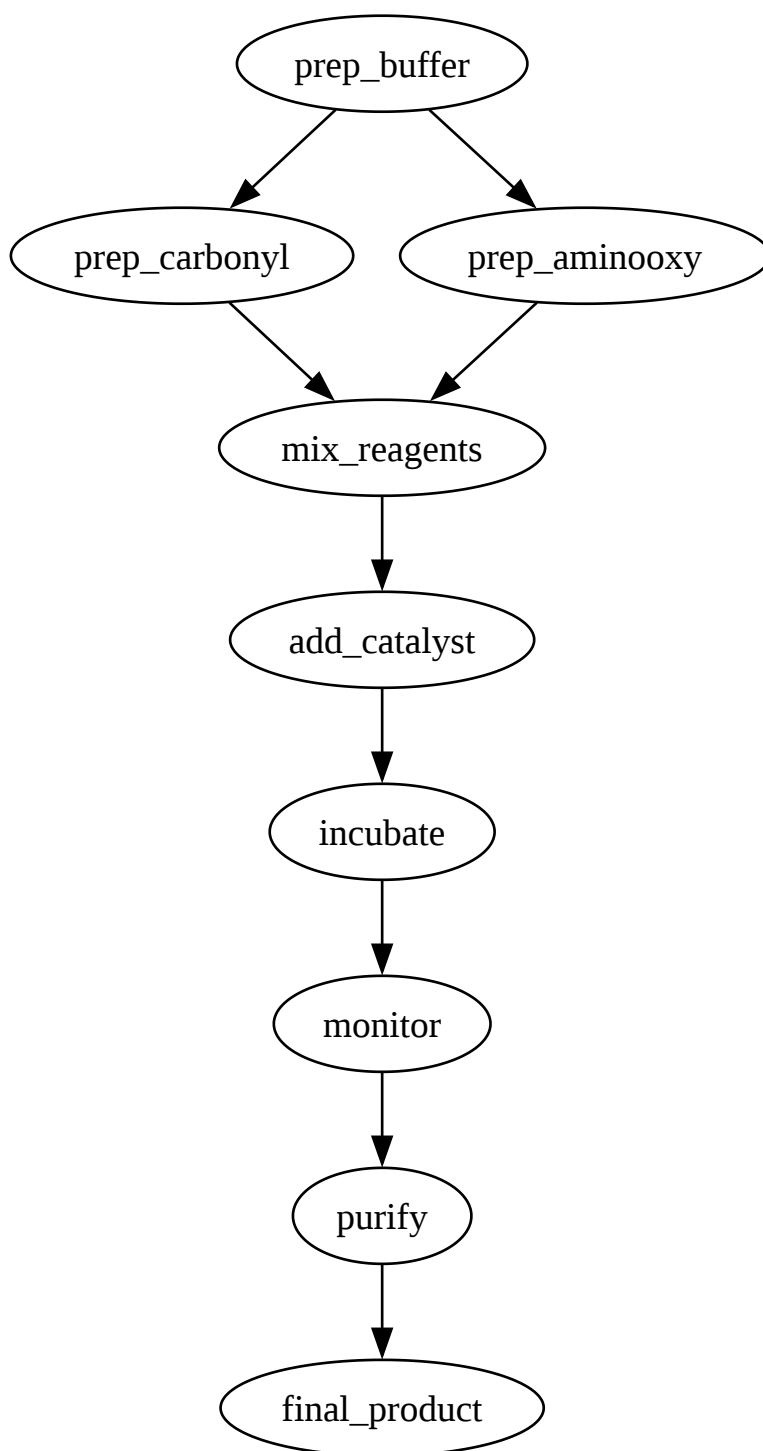 prep_buffer
prep_carbonyl
prep_aminooxy
mix_reagents
add_catalyst
incubate
monitor
purify
final_product